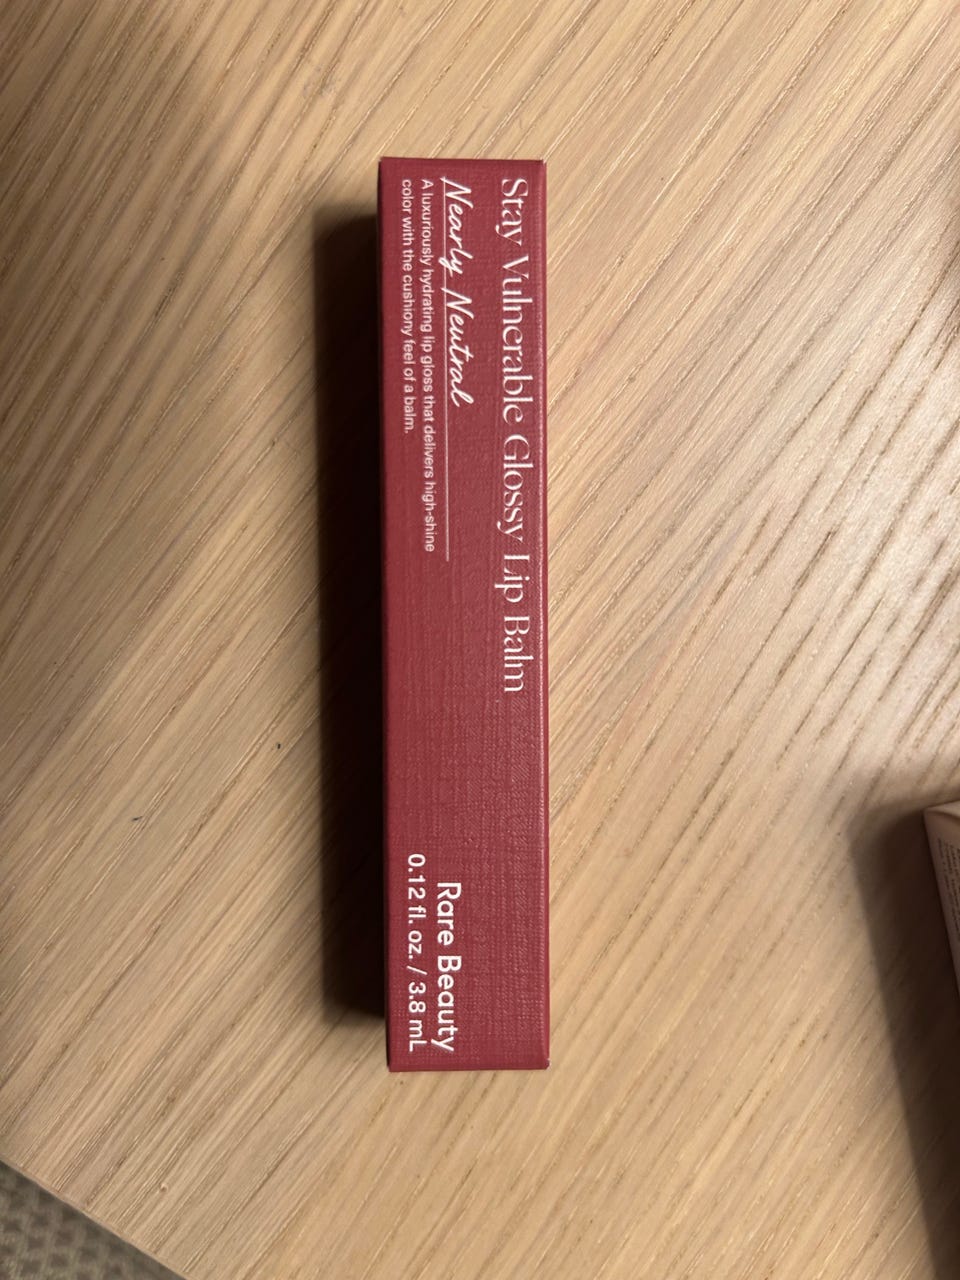 Stay Vulnerable Glossy Lip Balm
Nearly Neutral
A luxuriously hydrating lip gloss that delivers high-shine
color with the cushiony feel of a balm.
Rare Beauty
0.12 fl. oz. / 3.8 mL